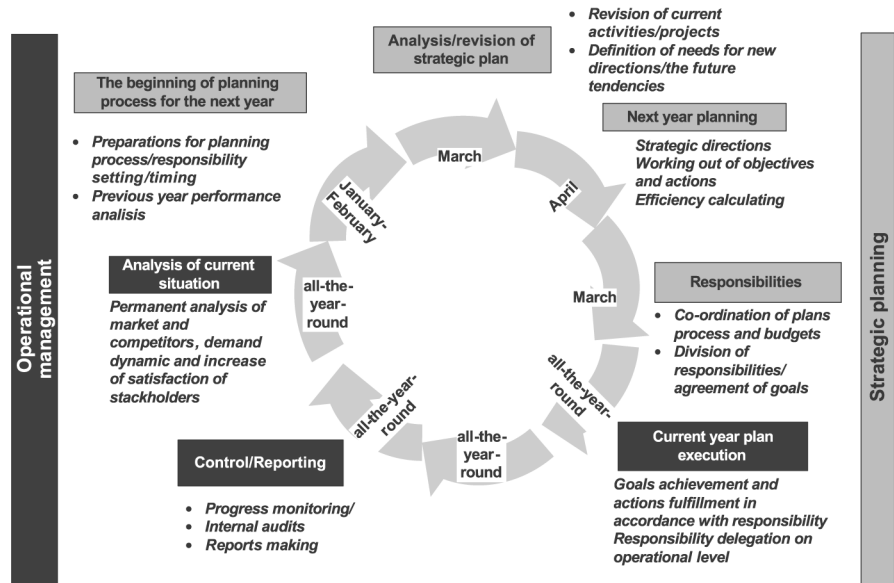 Operational
management
The beginning of planning
process for the next year
• Preparations for planning
process/responsibility
setting/timing
• Previous year performance
analisis
Analysis/revision of
strategic plan
• Revision of current
activities/projects
• Definition of needs for new
directions/the future
tendencies
Next year planning
Strategic directions
Working out of objectives
and actions
Efficiency calculating
Responsibilities
• Co-ordination of plans
process and budgets
• Division of
responsibilities/
agreement of goals
Current year plan
execution
Goals achievement and
actions fulfillment in
accordance with responsibility
Responsibility delegation on
operational level
Control/Reporting
• Progress monitoring/
• Internal audits
• Reports making
Analysis of current
situation
Permanent analysis of
market and
competitors, demand
dynamic and increase
of satisfaction of
stackholders
January-
February
March
April
March
all-the-year-
round
all-the-
year-
round
all-the-year-
round
all-the-
year-
round
Strategic planning